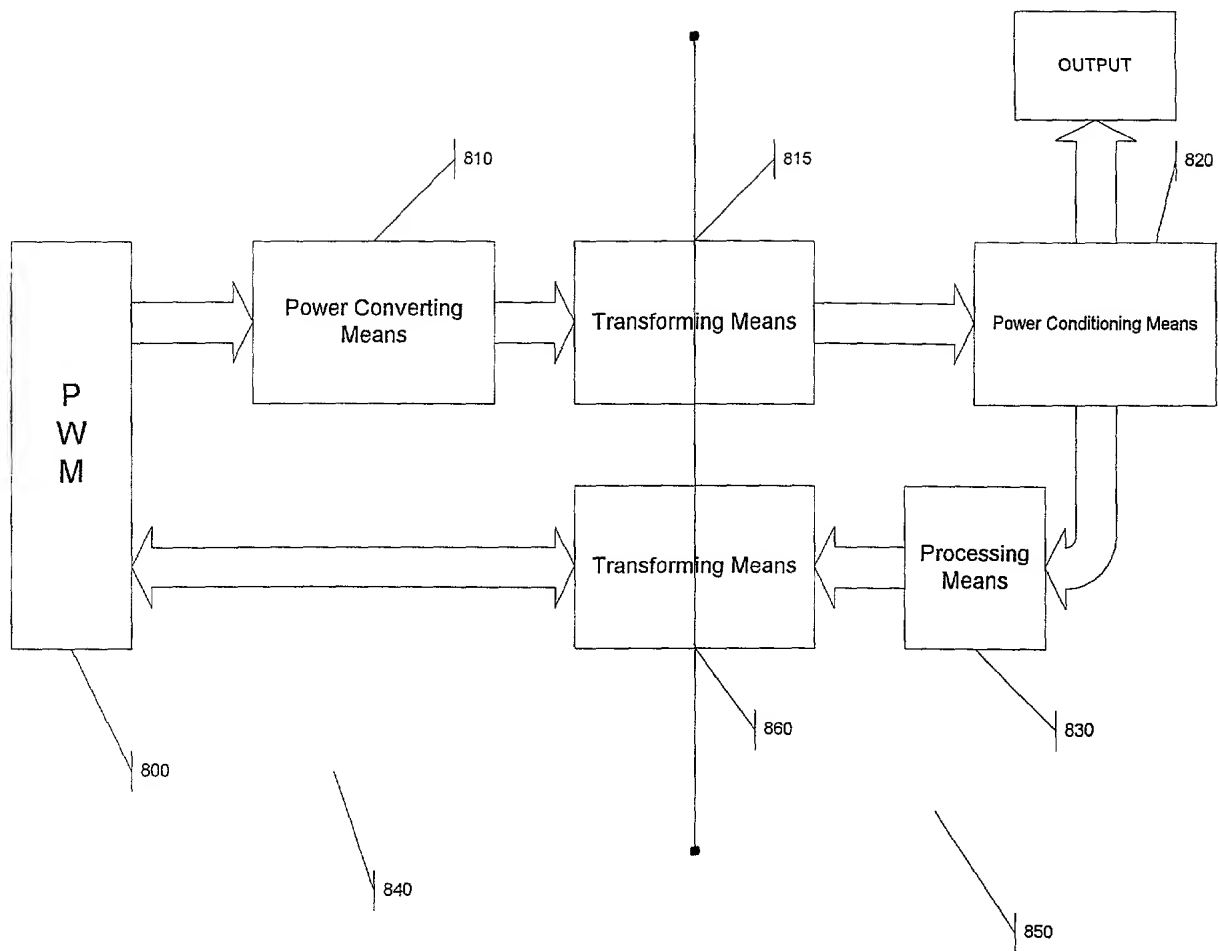 OUTPUT
810
815
820
P
W
M
Power Converting
Means
Transforming Means
Power Conditioning Means
Transforming Means
Processing
Means
800
860
830
840
850